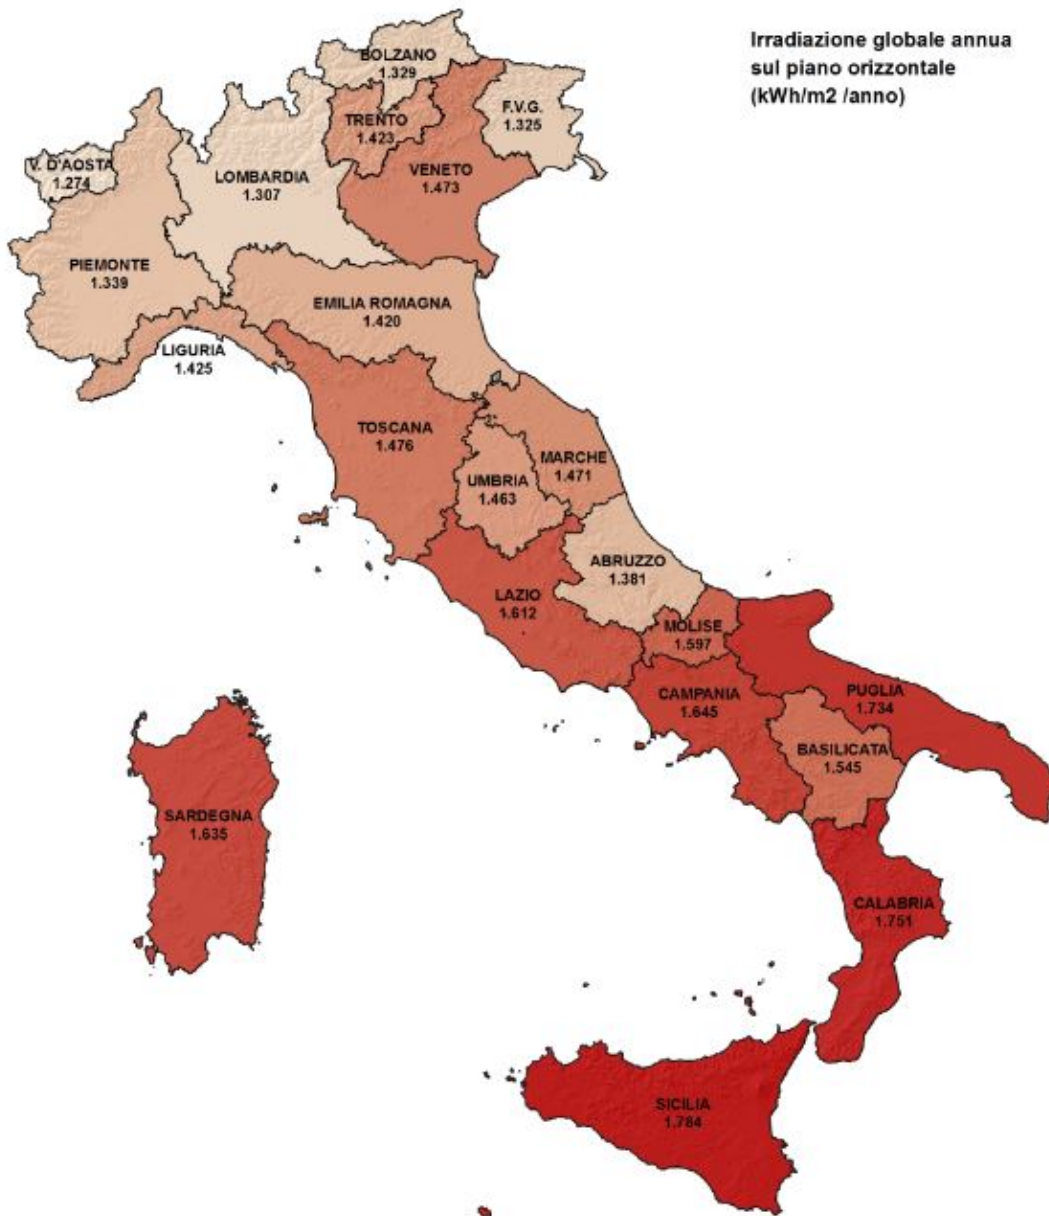 Irradiazione globale annua
sul piano orizzontale
(kWh/m2 /anno)
BOLZANO
1.329
F.V.G.
1.325
TRENTO
1.423
V. D'AOSTA
1.274
LOMBARDIA
1.307
VENETO
1.473
PIEMONTE
1.339
EMILIA ROMAGNA
1.420
LIGURIA
1.425
TOSCANA
1.476
MARCHE
1.471
UMBRIA
1.463
ABRUZZO
1.381
LAZIO
1.612
MOLISE
1.597
CAMPANIA
1.645
PUGLIA
1.734
BASILICATA
1.545
SARDEGNA
1.635
CALABRIA
1.751
SICILIA
1.784